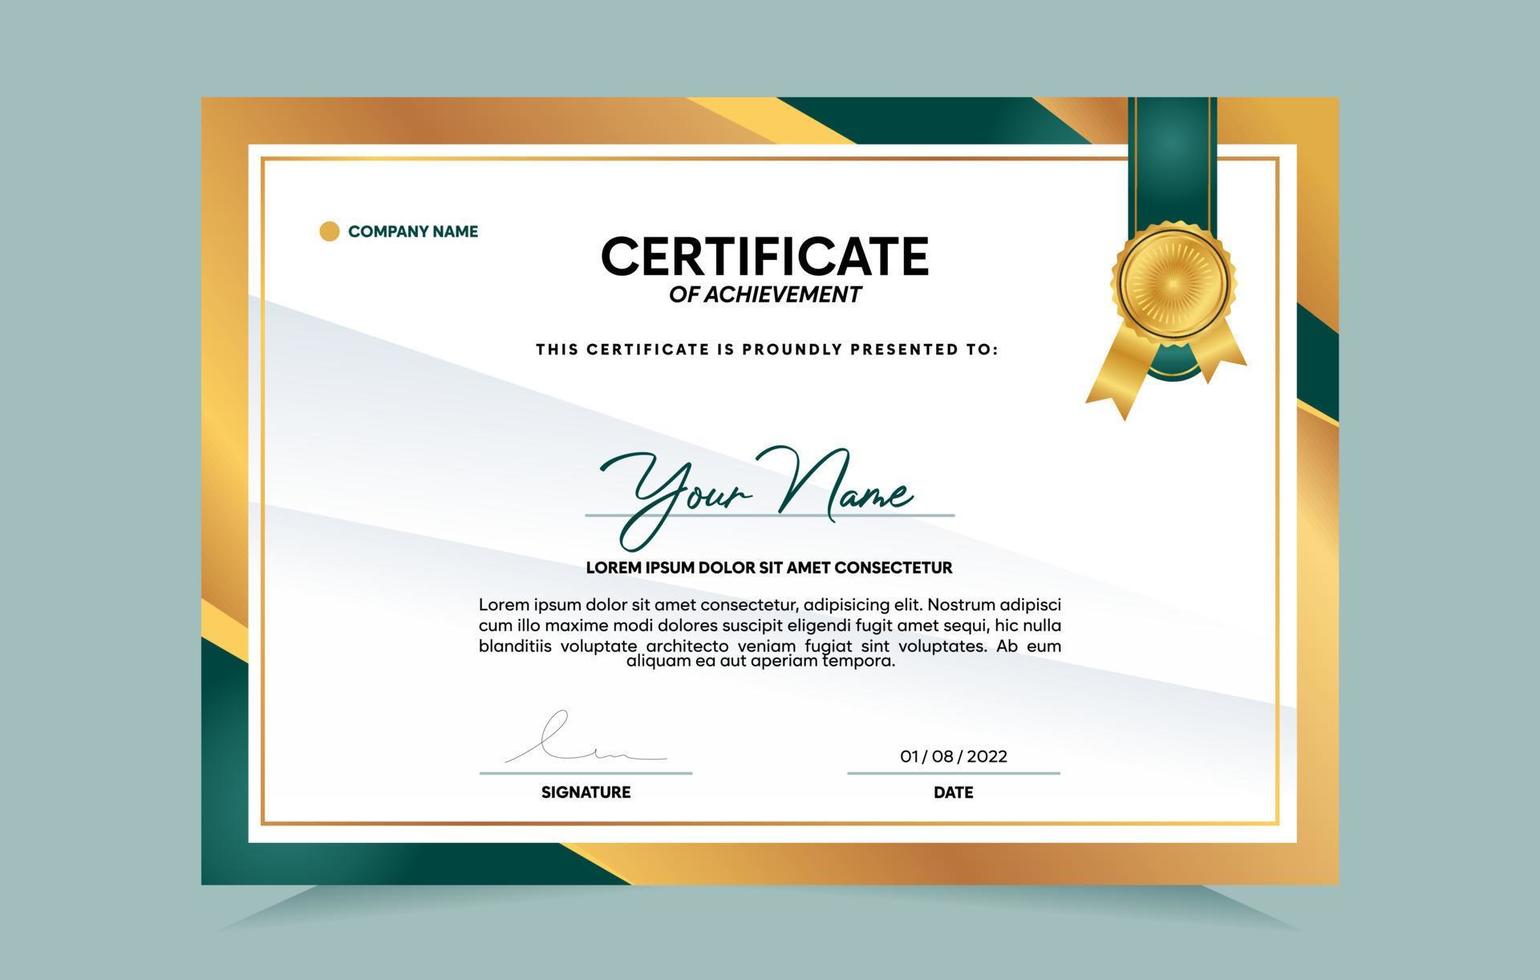 COMPANY NAME
CERTIFICATE
OF ACHIEVEMENT
THIS CERTIFICATE IS PROUNDLY PRESENTED TO:
Your Name
LOREM IPSUM DOLOR SIT AMET CONSECTETUR
Lorem ipsum dolor sit amet consectetur, adipisicing elit. Nostrum adipisci
cum illo maxime modi dolores suscipit eligendi fugit amet sequi, hic nulla
blanditiis voluptate architecto veniam fugiat sint voluptates. Ab eum
aliquam ea aut aperiam tempora.
01 / 08 / 2022
SIGNATURE
DATE